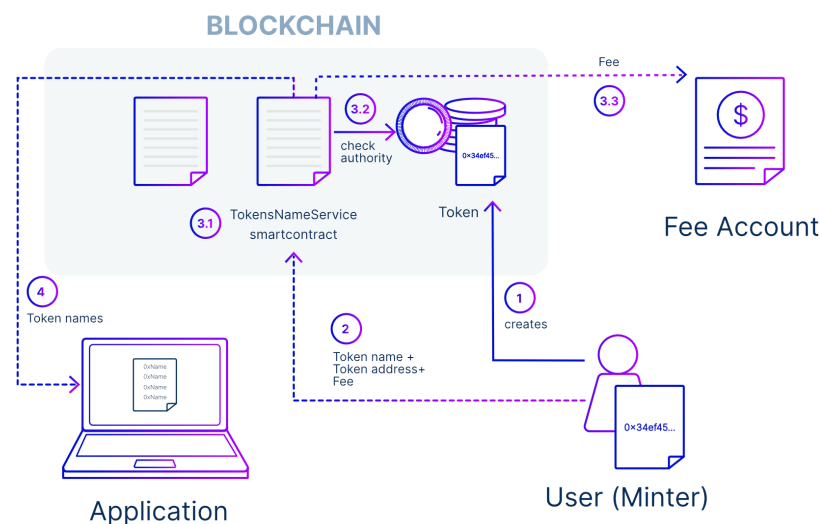 BLOCKCHAIN
Fee
3.3
$
3.2
check
authority
0×34ef45...
3.1
TokensNameService
smartcontract
Token
Fee Account
4
Token names
1
creates
2
Token name +
Token address+
Fee
0xName
0xName
0xName
0xName
0×34ef45...
Application
User (Minter)